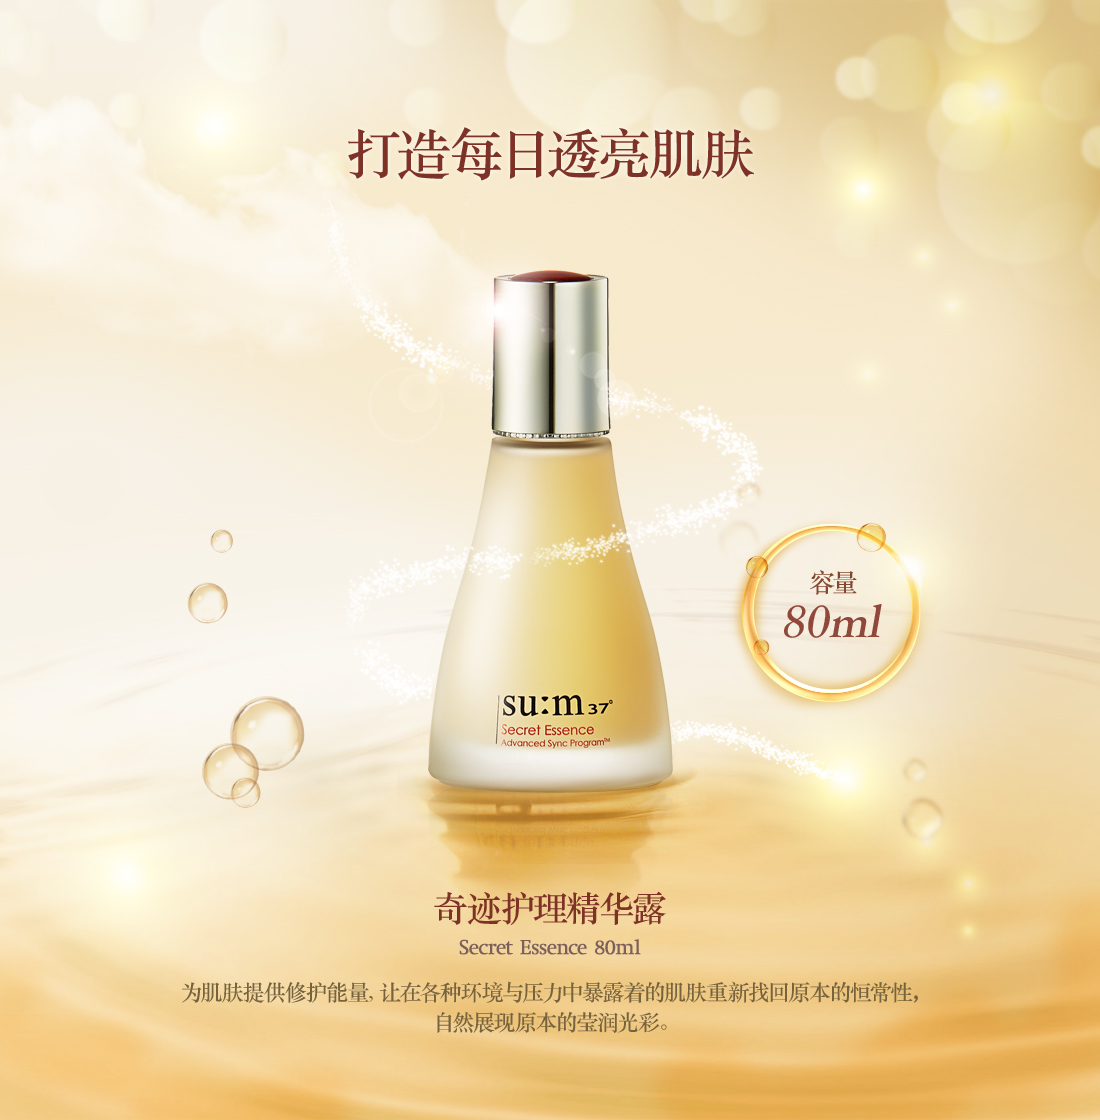 打造每日透亮肌肤
容量
80ml
su:m37°
Secret Essence
Advanced Sync Program™
奇迹护理精华露
Secret Essence 80ml
为肌肤提供修护能量, 让在各种环境与压力中暴露着的肌肤重新找回原本的恒常性，
自然展现原本的莹润光彩。